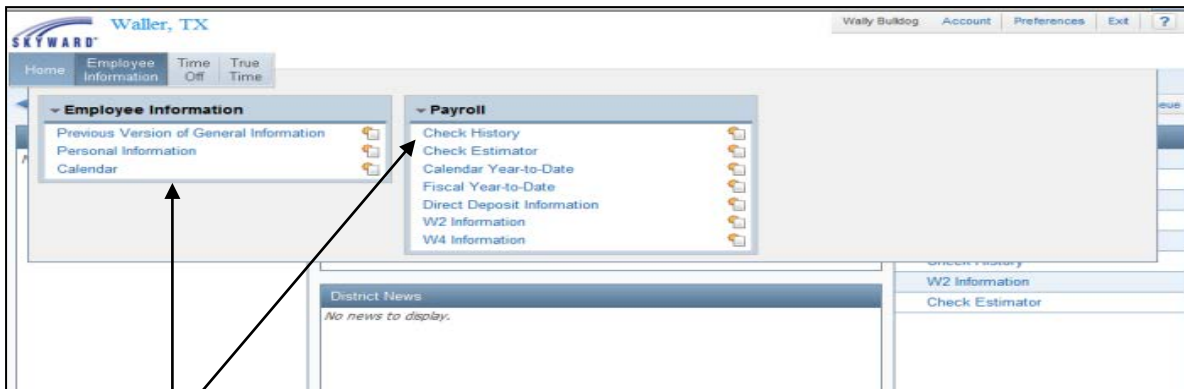 Waller, TX
SKYWARD
Wally Bulldog Account Preferences Exit ?
Home Employee Information Time Off True Time
Employee Information
Previous Version of General Information
Personal Information
Calendar
Payroll
Check History
Check Estimator
Calendar Year-to-Date
Fiscal Year-to-Date
Direct Deposit Information
W2 Information
W4 Information
Check History
W2 Information
Check Estimator
District News
No news to display.